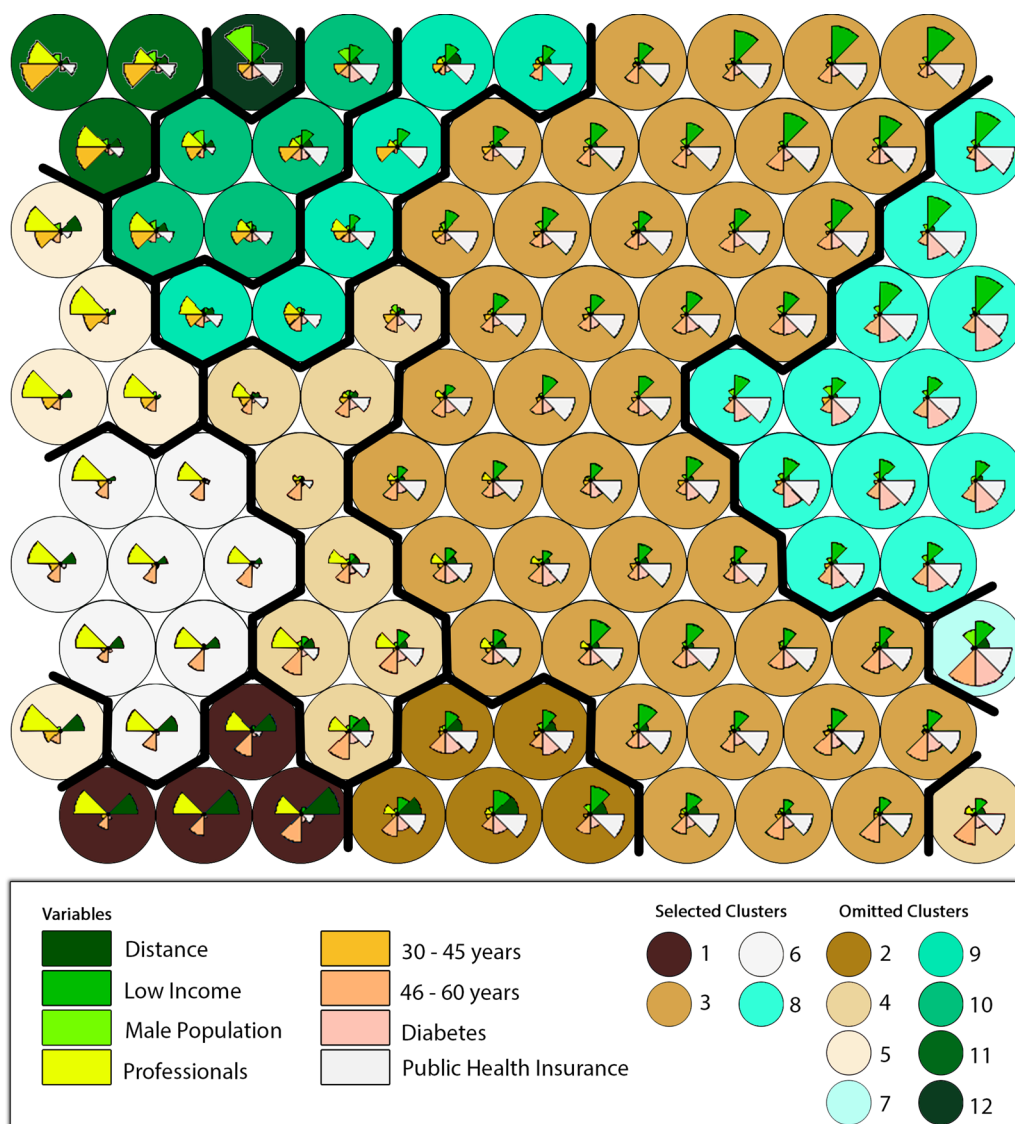 Variables
Distance
Low Income
Male Population
Professionals
30 - 45 years
46 - 60 years
Diabetes
Public Health Insurance
Selected Clusters
1
6
3
8
Omitted Clusters
2
9
4
10
5
11
7
12